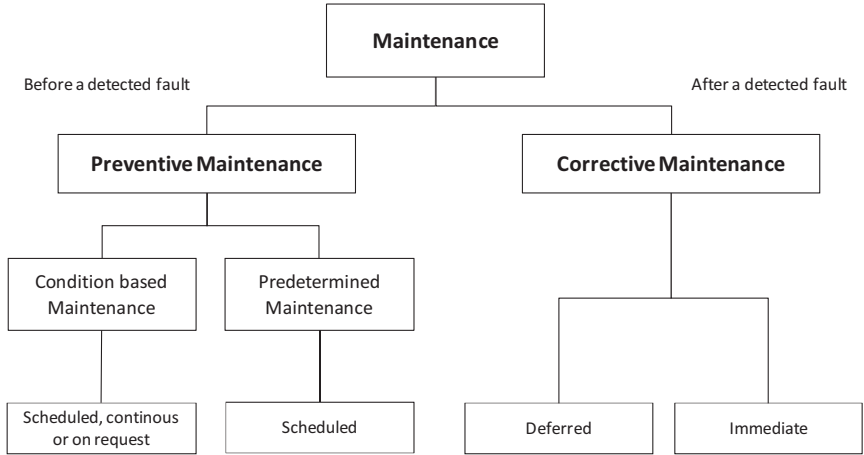 Maintenance
Before a detected fault
After a detected fault
Preventive Maintenance
Corrective Maintenance
Condition based
Maintenance
Predetermined
Maintenance
Scheduled, continous
or on request
Scheduled
Deferred
Immediate